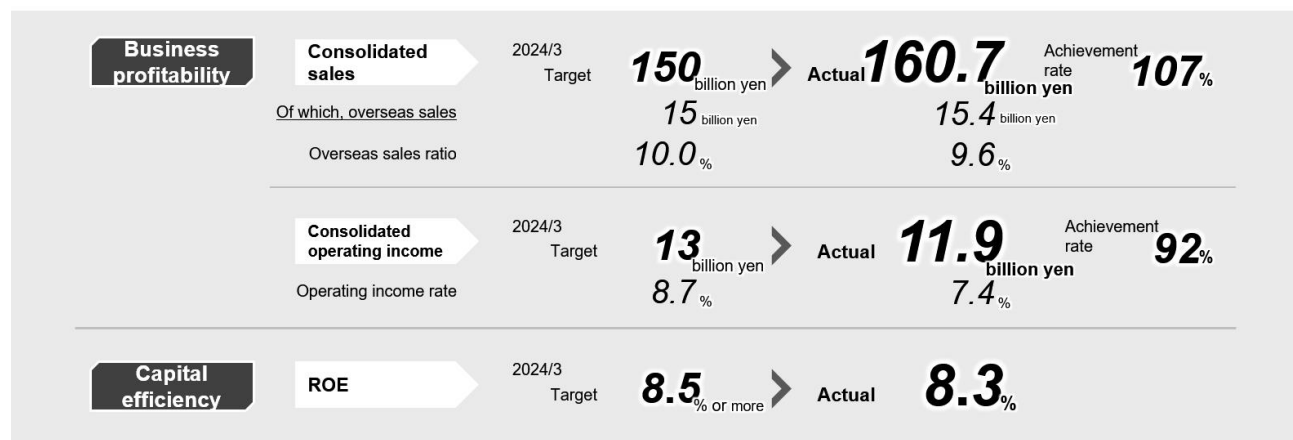 Business
profitability
Consolidated
sales
2024/3
Target
150 billion yen
Actual 160.7 billion yen
Achievement
rate
107%
Of which, overseas sales
15 billion yen
15.4 billion yen
Overseas sales ratio
10.0%
9.6%
Consolidated
operating income
2024/3
Target
13 billion yen
Actual 11.9 billion yen
Achievement
rate
92%
Operating income rate
8.7%
7.4%
Capital
efficiency
ROE
2024/3
Target
8.5% or more
Actual 8.3%